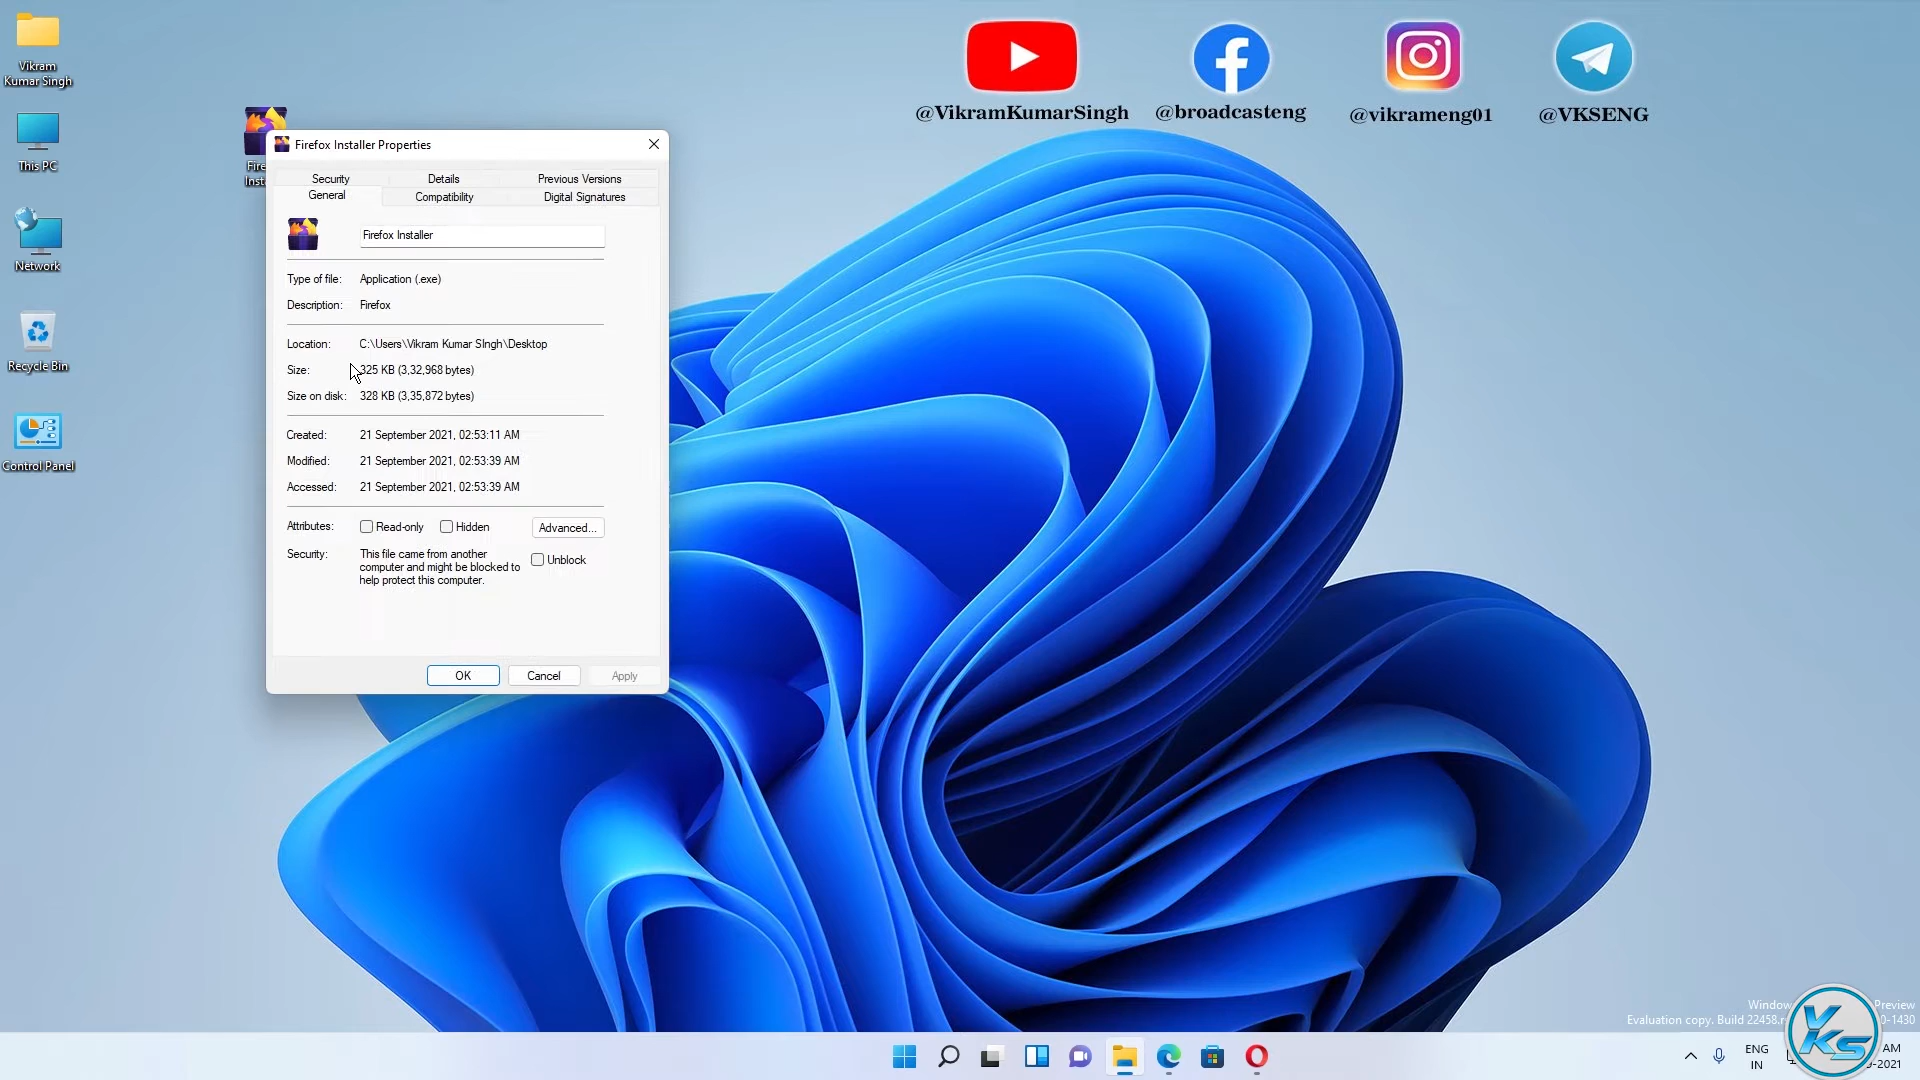 Vikram
Kumar Singh
This PC
Network
Recycle Bin
Control Panel
@VikramKumarSingh
@broadcasteng
@vikrameng01
@VKSENG
Firefox Installer Properties
Security
Details
Previous Versions
General
Compatibility
Digital Signatures
Firefox Installer
Type of file: Application (.exe)
Description: Firefox
Location: C:\Users\Vikram Kumar SIngh\Desktop
Size: 325 KB (3,32,968 bytes)
Size on disk: 328 KB (3,35,872 bytes)
Created: 21 September 2021, 02:53:11 AM
Modified: 21 September 2021, 02:53:39 AM
Accessed: 21 September 2021, 02:53:39 AM
Attributes: Read-only Hidden Advanced...
Security: This file came from another
computer and might be blocked to
help protect this computer.
Unblock
OK
Cancel
Apply
Preview
Evaluation copy. Build 22458.
VKS
ENG
IN
AM